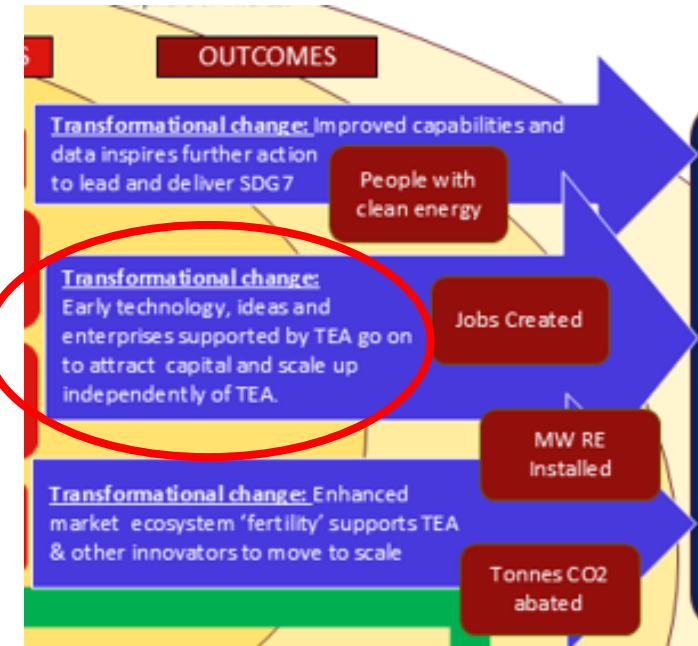 S
OUTCOMES
Transformational change: Improved capabilities and
data inspires further action
to lead and deliver SDG7
People with
clean energy
Transformational change:
Early technology, ideas and
enterprises supported by TEA go on
to attract capital and scale up
independently of TEA.
Jobs Created
MW RE
Installed
Transformational change: Enhanced
market ecosystem ‘fertility’ supports TEA
& other innovators to move to scale
Tonnes CO2
abated